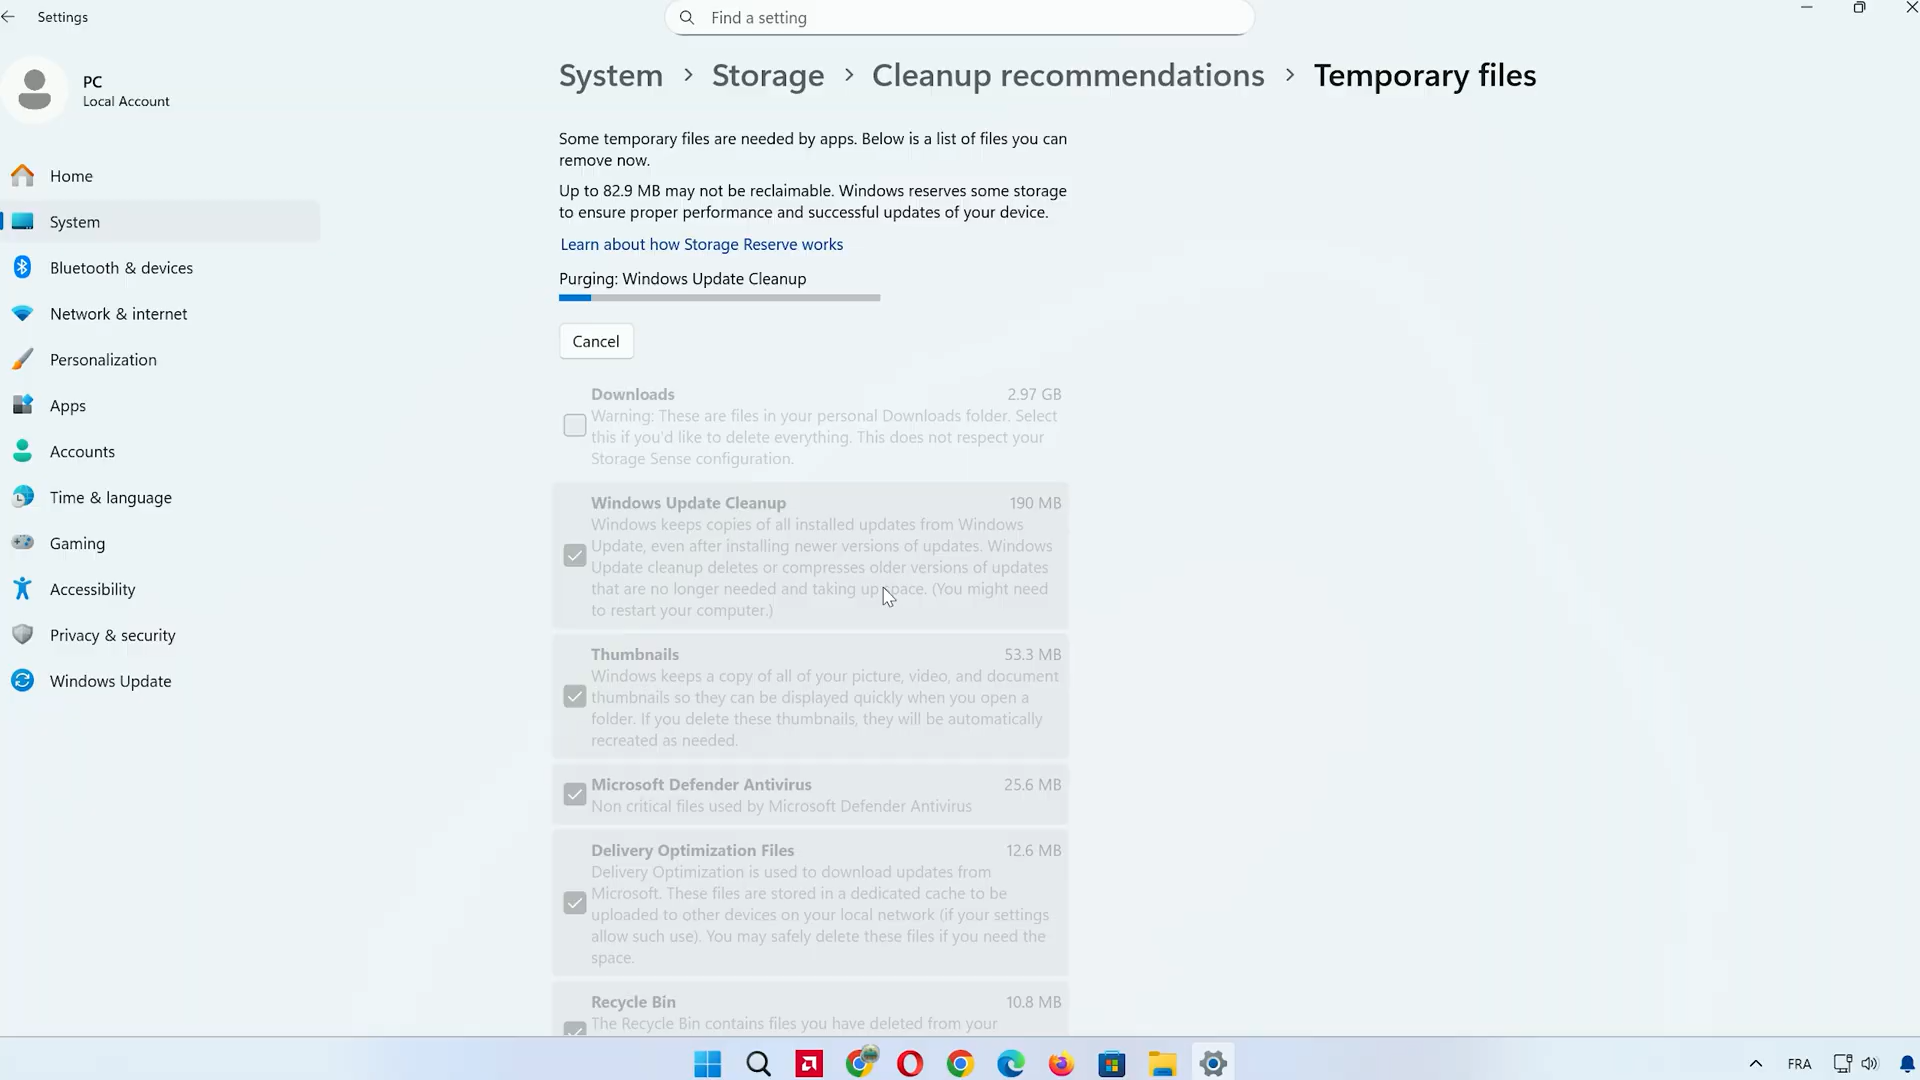 Settings
Find a setting
PC
Local Account
Home
System
Bluetooth & devices
Network & internet
Personalization
Apps
Accounts
Time & language
Gaming
Accessibility
Privacy & security
Windows Update
System > Storage > Cleanup recommendations > Temporary files
Some temporary files are needed by apps. Below is a list of files you can
remove now.
Up to 82.9 MB may not be reclaimable. Windows reserves some storage
to ensure proper performance and successful updates of your device.
Learn about how Storage Reserve works
Purging: Windows Update Cleanup
Cancel
Downloads 2.97 GB
Warning: These are files in your personal Downloads folder. Select
this if you'd like to delete everything. This does not respect your
Storage Sense configuration.
Windows Update Cleanup 190 MB
Windows keeps copies of all installed updates from Windows
Update, even after installing newer versions of updates. Windows
Update cleanup deletes or compresses older versions of updates
that are no longer needed and taking up space. (You might need
to restart your computer.)
Thumbnails 53.3 MB
Windows keeps a copy of all of your picture, video, and document
thumbnails so they can be displayed quickly when you open a
folder. If you delete these thumbnails, they will be automatically
recreated as needed.
Microsoft Defender Antivirus 25.6 MB
Non critical files used by Microsoft Defender Antivirus
Delivery Optimization Files 12.6 MB
Delivery Optimization is used to download updates from
Microsoft. These files are stored in a dedicated cache to be
uploaded to other devices on your local network (if your settings
allow such use). You may safely delete these files if you need the
space.
Recycle Bin 10.8 MB
The Recycle Bin contains files you have deleted from your
FRA